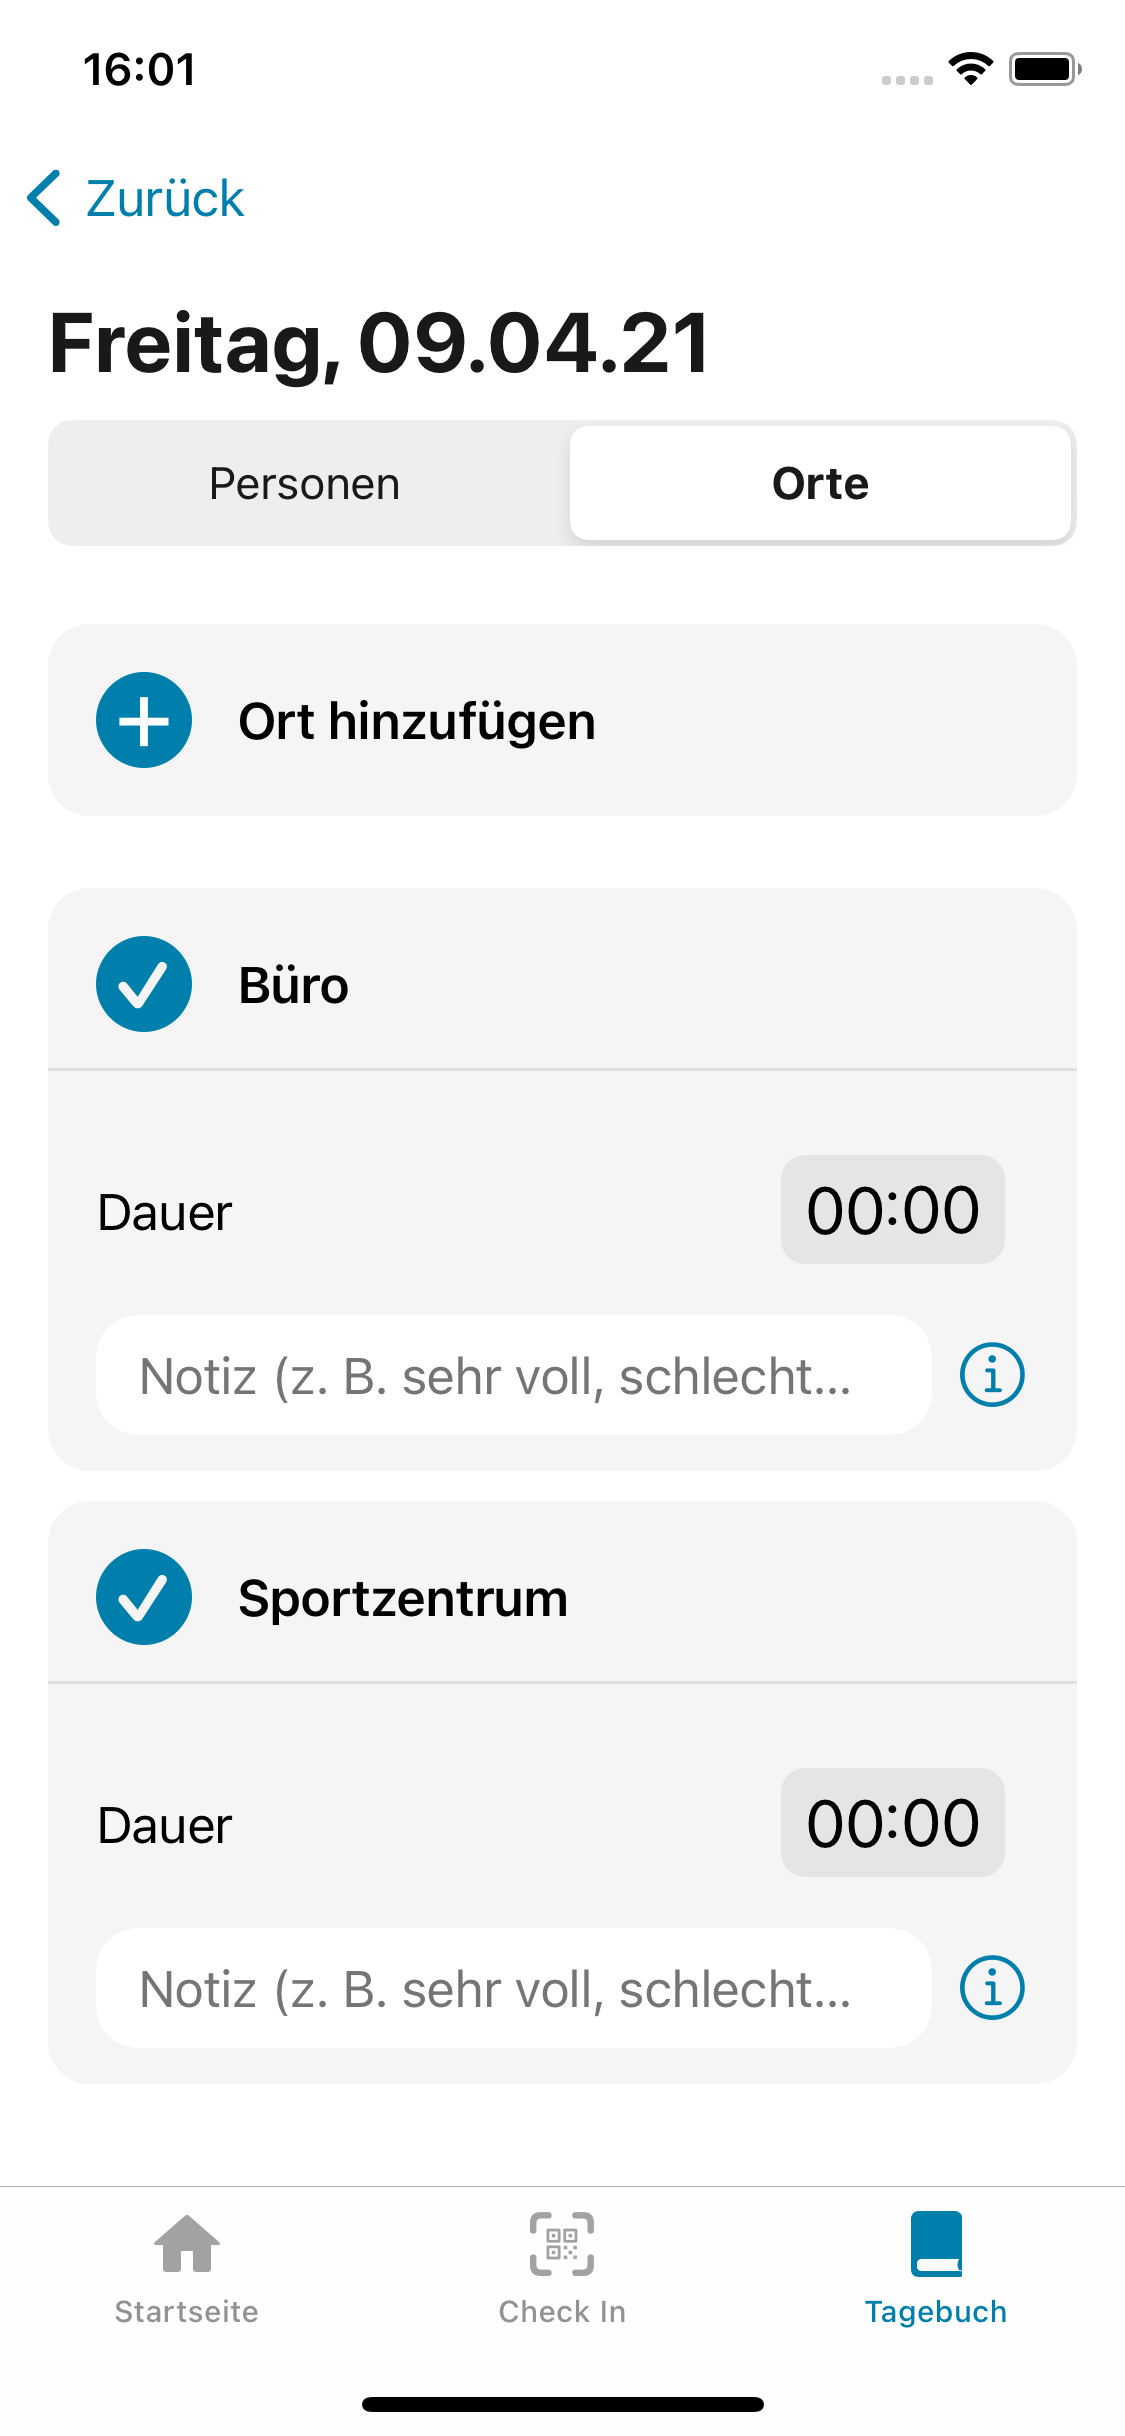 16:01
Zurück
Freitag, 09.04.21
Personen
Orte
Ort hinzufügen
Büro
Dauer
00:00
Notiz (z. B. sehr voll, schlecht...
Sportzentrum
Dauer
00:00
Notiz (z. B. sehr voll, schlecht...
Startseite
Check In
Tagebuch